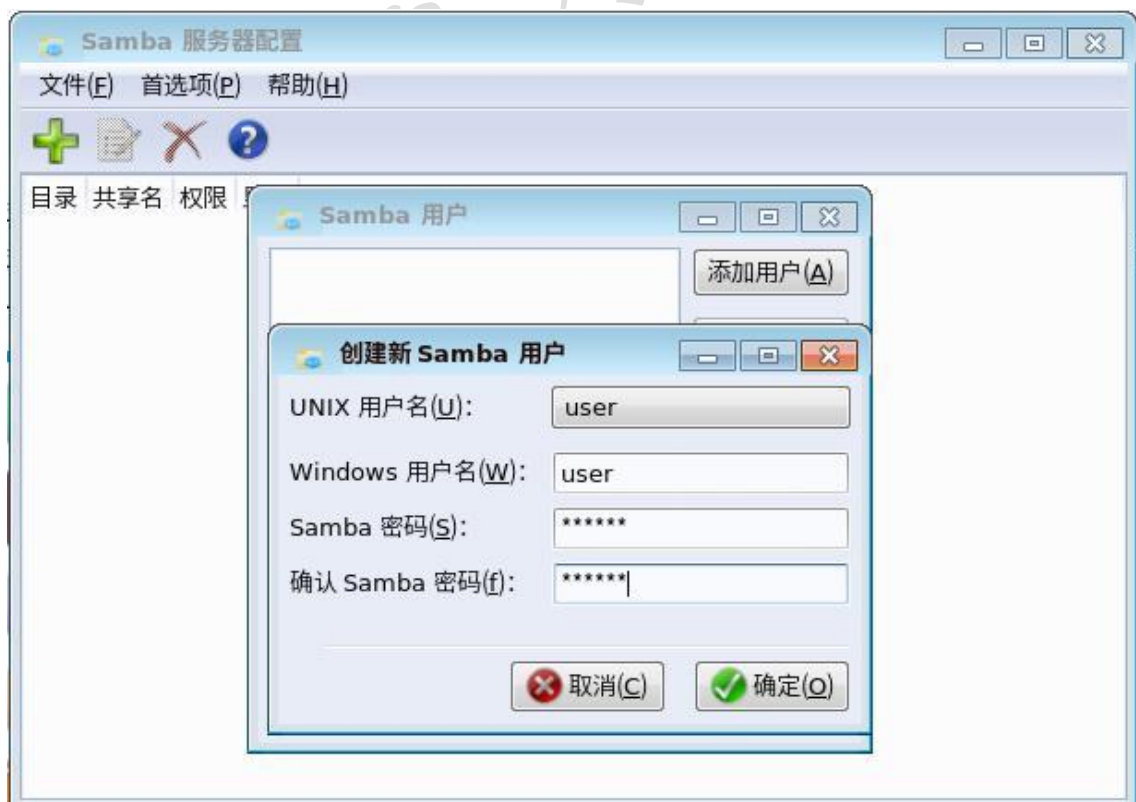 Samba 服务器配置
文件(F) 首选项(P) 帮助(H)
目录 共享名 权限
Samba 用户
添加用户(A)
创建新 Samba 用户
UNIX 用户名(U): user
Windows 用户名(W): user
Samba 密码(S): ******
确认 Samba 密码(f): ******
取消(C) 确定(O)